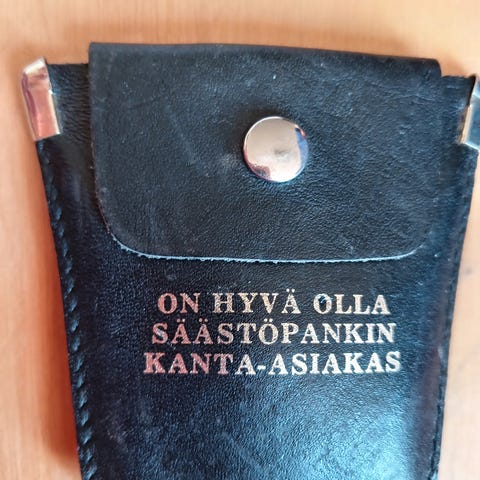 ON HYVÄ OLLA
SÄÄSTÖPANKIN
KANTA-ASIAKAS